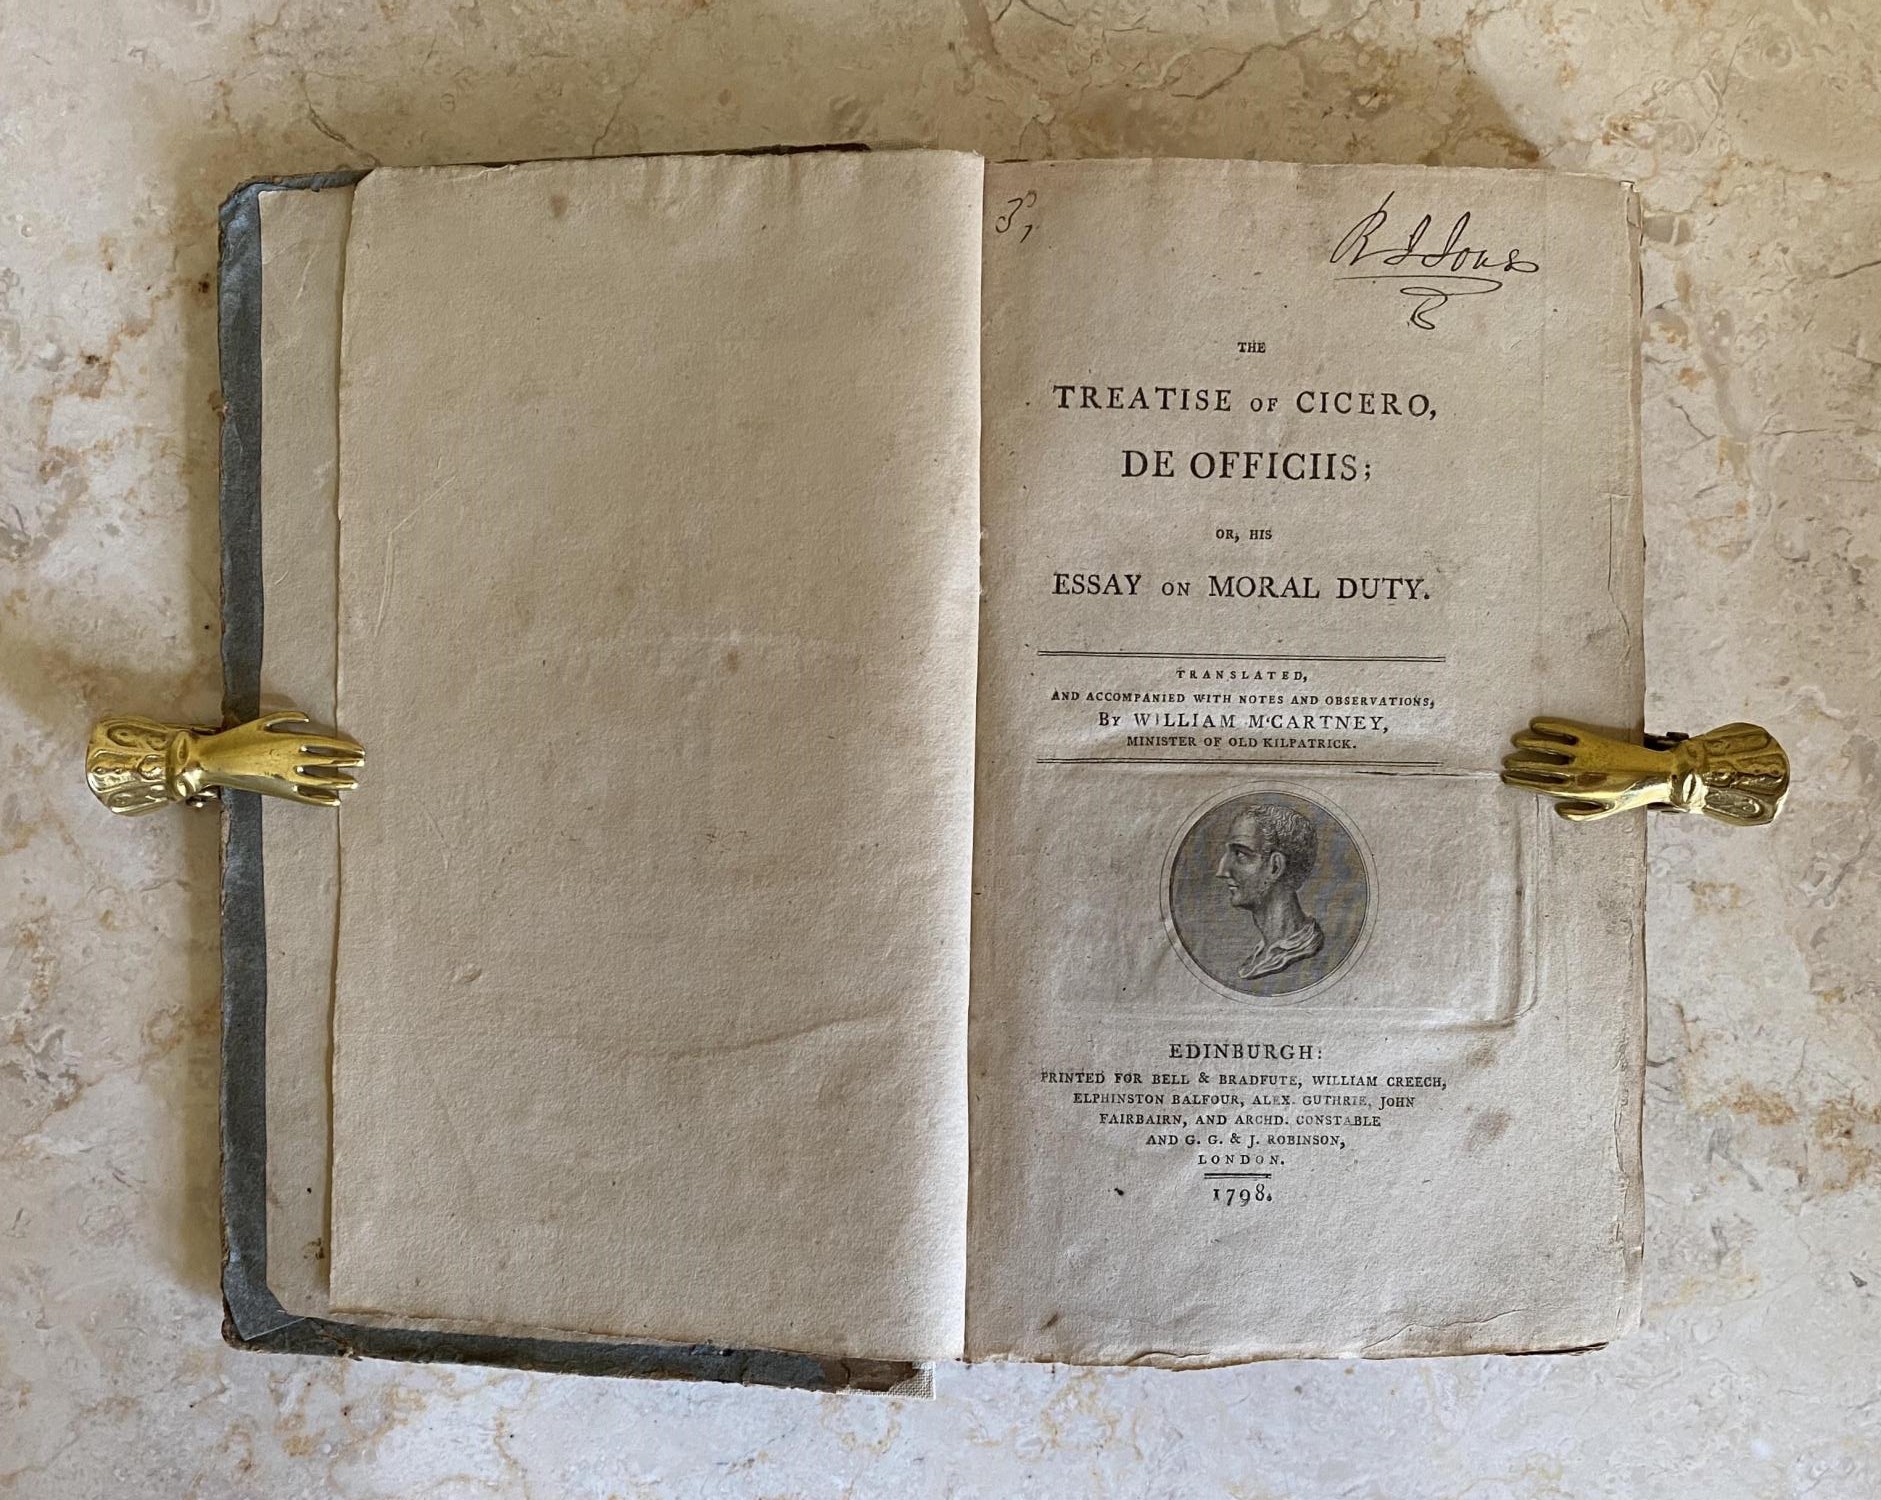 R J Jones
THE
TREATISE OF CICERO,
DE OFFICIIS;
OR, HIS
ESSAY ON MORAL DUTY.
TRANSLATED,
AND ACCOMPANIED WITH NOTES AND OBSERVATIONS,
By WILLIAM M‘CARTNEY,
MINISTER OF OLD KILPATRICK.
EDINBURGH:
PRINTED FOR BELL & BRADFUTE, WILLIAM CREECH,
ELPHINSTON BALFOUR, ALEX. GUTHRIE, JOHN
FAIRBAIRN, AND ARCHD. CONSTABLE
AND G. G. & J. ROBINSON,
LONDON.
1798.